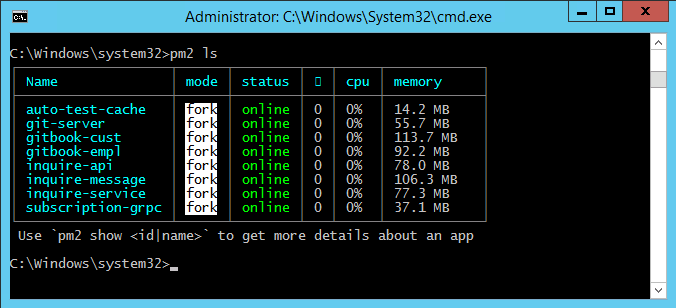 Administrator: C:\Windows\System32\cmd.exe
C:\Windows\system32>pm2 ls
Name mode status cpu memory
auto-test-cache fork online 0 0% 14.2 MB
git-server fork online 0 0% 55.7 MB
gitbook-cust fork online 0 0% 113.7 MB
gitbook-empl fork online 0 0% 92.2 MB
inquire-api fork online 0 0% 78.0 MB
inquire-message fork online 0 0% 106.3 MB
inquire-service fork online 0 0% 77.3 MB
subscription-grpc fork online 0 0% 37.1 MB
Use `pm2 show <id|name>` to get more details about an app
C:\Windows\system32>